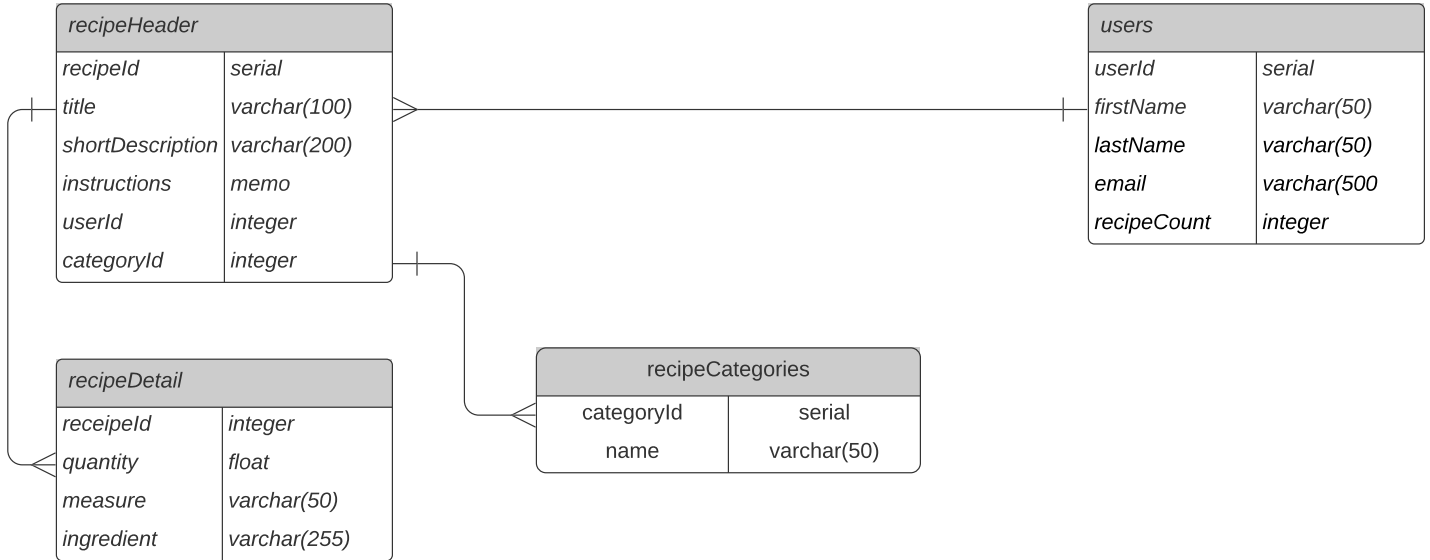 recipeHeader
recipeId serial
title varchar(100)
shortDescription varchar(200)
instructions memo
userId integer
categoryId integer
users
userId serial
firstName varchar(50)
lastName varchar(50)
email varchar(500
recipeCount integer
recipeDetail
receipeId integer
quantity float
measure varchar(50)
ingredient varchar(255)
recipeCategories
categoryId serial
name varchar(50)